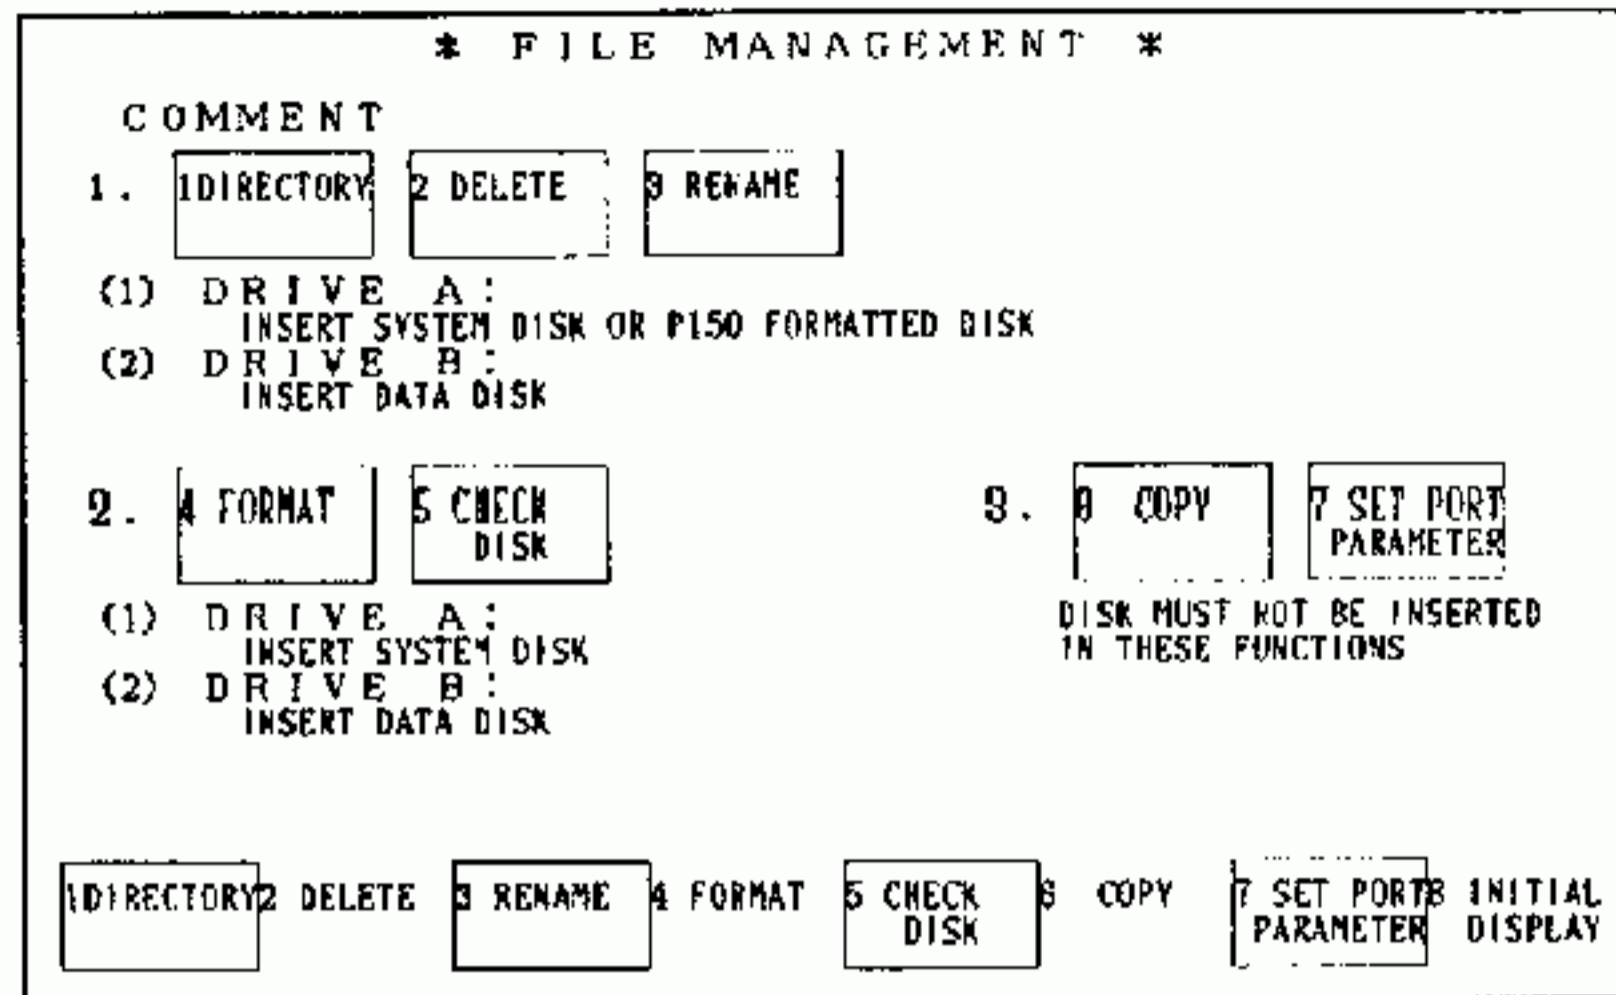 * FILE MANAGEMENT *
COMMENT
1. 1DIRECTORY 2 DELETE 3 RENAME
(1) DRIVE A:
INSERT SYSTEM DISK OR P150 FORMATTED DISK
(2) DRIVE B:
INSERT DATA DISK
2. 4 FORMAT 5 CHECK
DISK
3. 6 COPY 7 SET PORT
PARAMETER
(1) DRIVE A:
INSERT SYSTEM DISK
(2) DRIVE B:
INSERT DATA DISK
DISK MUST NOT BE INSERTED
IN THESE FUNCTIONS
1DIRECTORY 2 DELETE 3 RENAME 4 FORMAT 5 CHECK 6 COPY 7 SET PORT 8 INITIAL
DISK PARAMETER DISPLAY